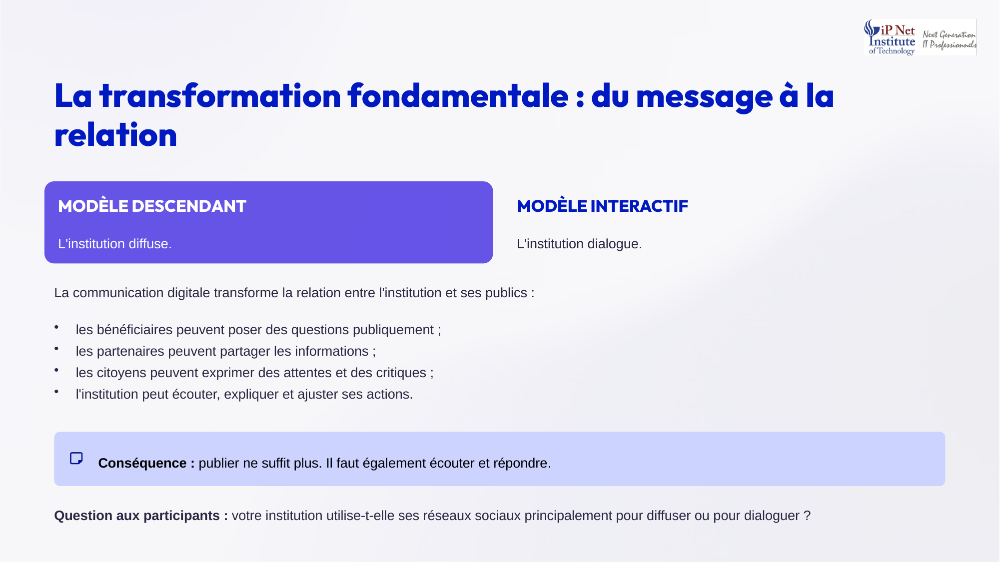 iP Net
Institute
of Technology
Next Generation
IT Professionnels
La transformation fondamentale : du message à la
relation
MODÈLE DESCENDANT
L'institution diffuse.
MODÈLE INTERACTIF
L'institution dialogue.
La communication digitale transforme la relation entre l'institution et ses publics :
• les bénéficiaires peuvent poser des questions publiquement ;
• les partenaires peuvent partager les informations ;
• les citoyens peuvent exprimer des attentes et des critiques ;
• l'institution peut écouter, expliquer et ajuster ses actions.
Conséquence : publier ne suffit plus. Il faut également écouter et répondre.
Question aux participants : votre institution utilise-t-elle ses réseaux sociaux principalement pour diffuser ou pour dialoguer ?